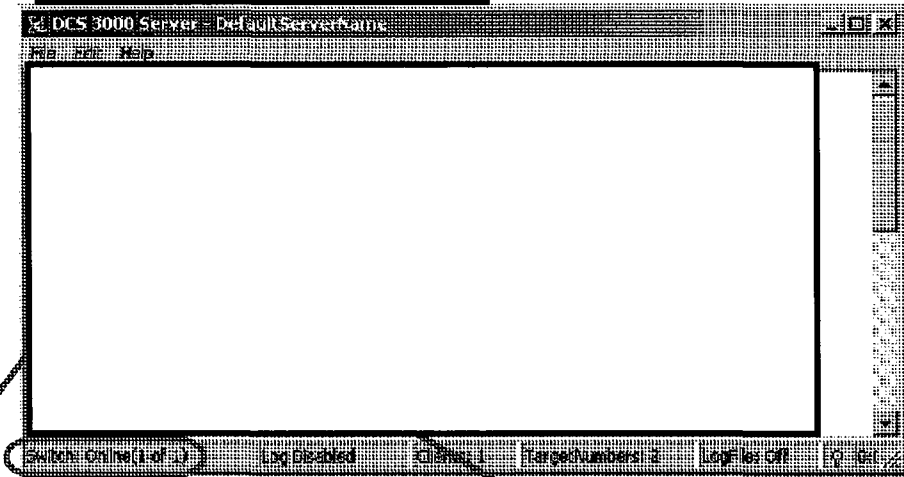 DCS 3000 Server - DefaultServerName
File Edit Help
Switch: Online(1 of 1) Log Disabled Clients: 1 TargetNumbers: 2 LogFile: Off